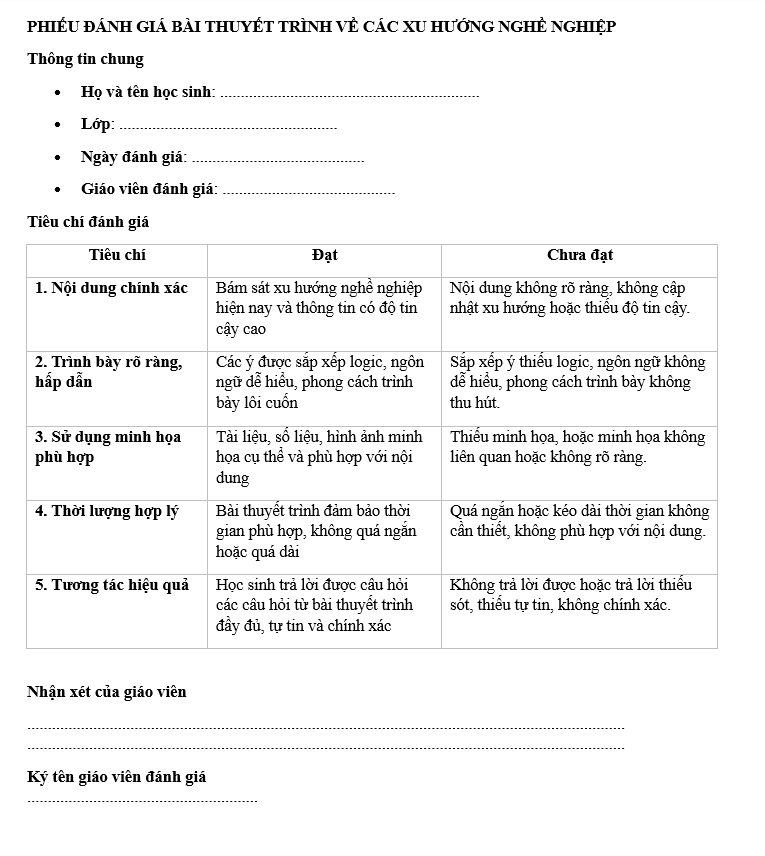 PHIẾU ĐÁNH GIÁ BÀI THUYẾT TRÌNH VỀ CÁC XU HƯỚNG NGHỀ NGHIỆP
Thông tin chung
• Họ và tên học sinh: ...............................................................
• Lớp: .....................................................
• Ngày đánh giá: ..........................................
• Giáo viên đánh giá: ..........................................
Tiêu chí đánh giá
Tiêu chí
Đạt
Chưa đạt
1. Nội dung chính xác
Bám sát xu hướng nghề nghiệp
hiện nay và thông tin có độ tin
cậy cao
Nội dung không rõ ràng, không cập
nhật xu hướng hoặc thiếu độ tin cậy.
2. Trình bày rõ ràng,
hấp dẫn
Các ý được sắp xếp logic, ngôn
ngữ dễ hiểu, phong cách trình
bày lôi cuốn
Sắp xếp ý thiếu logic, ngôn ngữ không
dễ hiểu, phong cách trình bày không
thu hút.
3. Sử dụng minh họa
phù hợp
Tài liệu, số liệu, hình ảnh minh
họa cụ thể và phù hợp với nội
dung
Thiếu minh họa, hoặc minh họa không
liên quan hoặc không rõ ràng.
4. Thời lượng hợp lý
Bài thuyết trình đảm bảo thời
gian phù hợp, không quá ngắn
hoặc quá dài
Quá ngắn hoặc kéo dài thời gian không
cần thiết, không phù hợp với nội dung.
5. Tương tác hiệu quả
Học sinh trả lời được câu hỏi
các câu hỏi từ bài thuyết trình
đầy đủ, tự tin và chính xác
Không trả lời được hoặc trả lời thiếu
sót, thiếu tự tin, không chính xác.
Nhận xét của giáo viên
................................................................................
................................................................................
Ký tên giáo viên đánh giá
........................................................